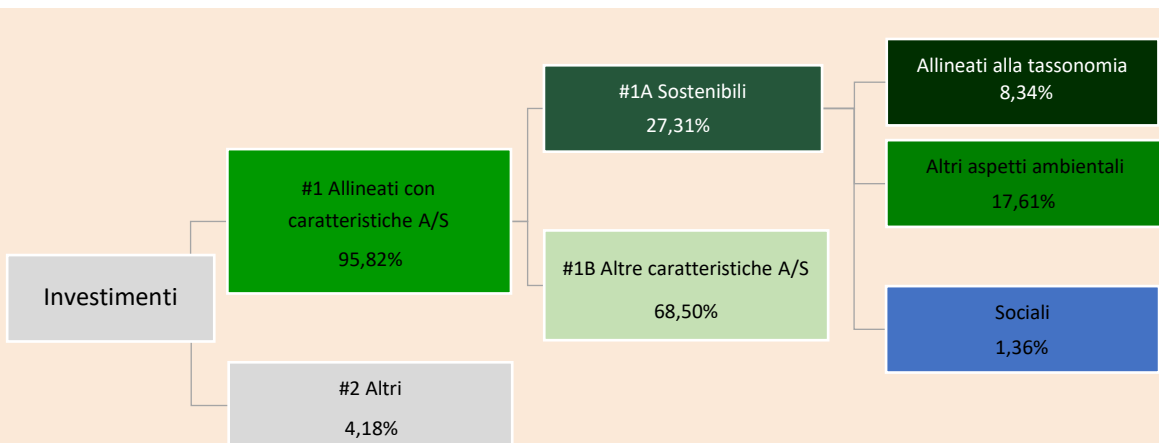 Investimenti
#1 Allineati con
caratteristiche A/S
95,82%
#2 Altri
4,18%
#1A Sostenibili
27,31%
#1B Altre caratteristiche A/S
68,50%
Allineati alla tassonomia
8,34%
Altri aspetti ambientali
17,61%
Sociali
1,36%